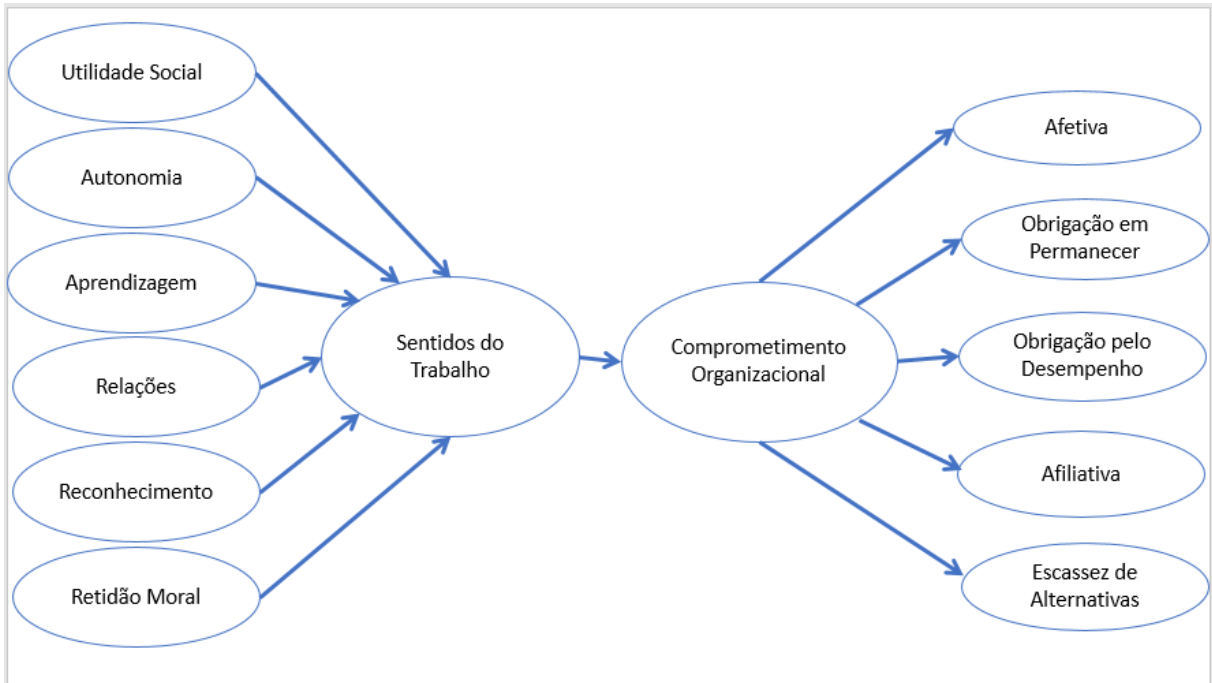 Utilidade Social
Autonomia
Aprendizagem
Relações
Reconhecimento
Retidão Moral
Sentidos do
Trabalho
Comprometimento
Organizacional
Afetiva
Obrigação em
Permanecer
Obrigação pelo
Desempenho
Afiliativa
Escassez de
Alternativas